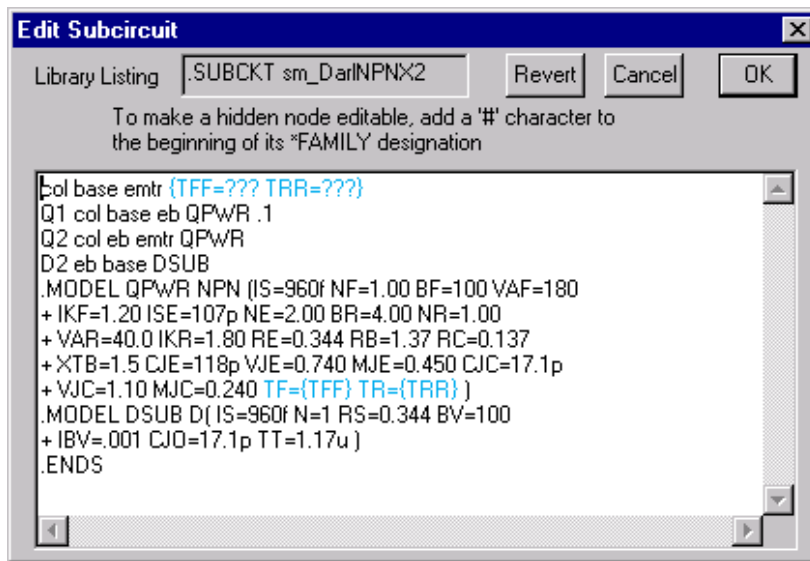 Edit Subcircuit
Library Listing .SUBCKT sm_DarlNPNX2 Revert Cancel OK
To make a hidden node editable, add a '#' character to
the beginning of its *FAMILY designation
col base emtr {TFF=??? TRR=???}
Q1 col base eb QPWR .1
Q2 col eb emtr QPWR
D2 eb base DSUB
.MODEL QPWR NPN (IS=960f NF=1.00 BF=100 VAF=180
+ IKF=1.20 ISE=107p NE=2.00 BR=4.00 NR=1.00
+ VAR=40.0 IKR=1.80 RE=0.344 RB=1.37 RC=0.137
+ XTB=1.5 CJE=118p VJE=0.740 MJE=0.450 CJC=17.1p
+ VJC=1.10 MJC=0.240 TF={TFF} TR={TRR} )
.MODEL DSUB D( IS=960f N=1 RS=0.344 BV=100
+ IBV=.001 CJO=17.1p TT=1.17u )
.ENDS